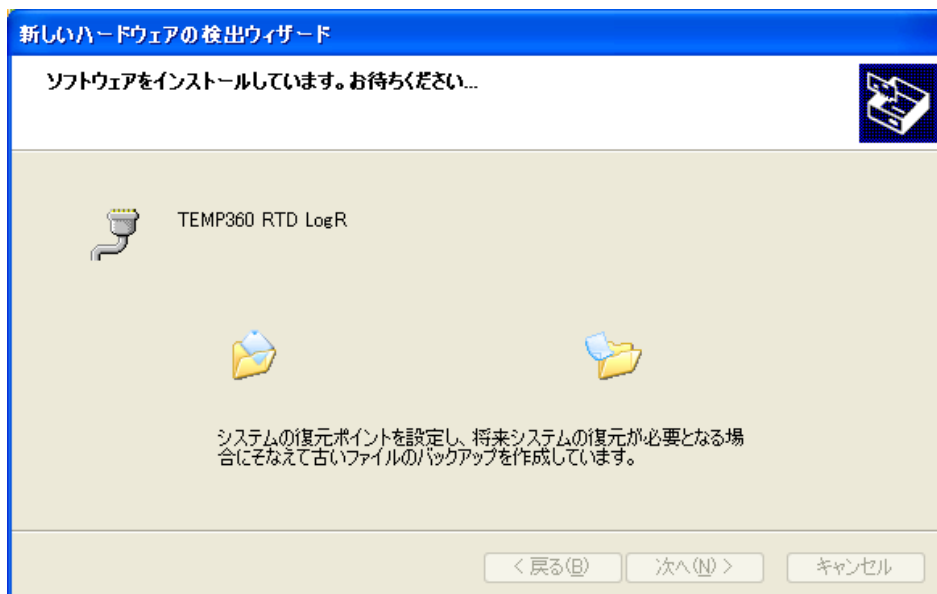 新しいハードウェアの検出ウィザード
ソフトウェアをインストールしています。お待ちください...
TEMP360 RTD LogR
システムの復元ポイントを設定し、将来システムの復元が必要となる場
合にそなえて古いファイルのバックアップを作成しています。
< 戻る(B) 次へ(N) > キャンセル